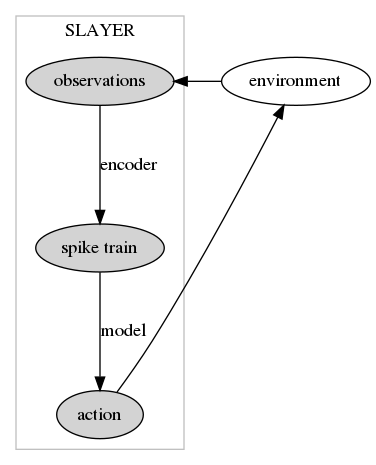 SLAYER
observations
environment
encoder
spike train
model
action